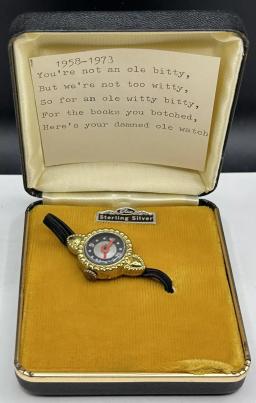 1958-1973
You're not an ole bitty,
But we're not too witty,
So for an ole witty bitty,
For the books you botched,
Here's your damned ole watch
Sterling Silver